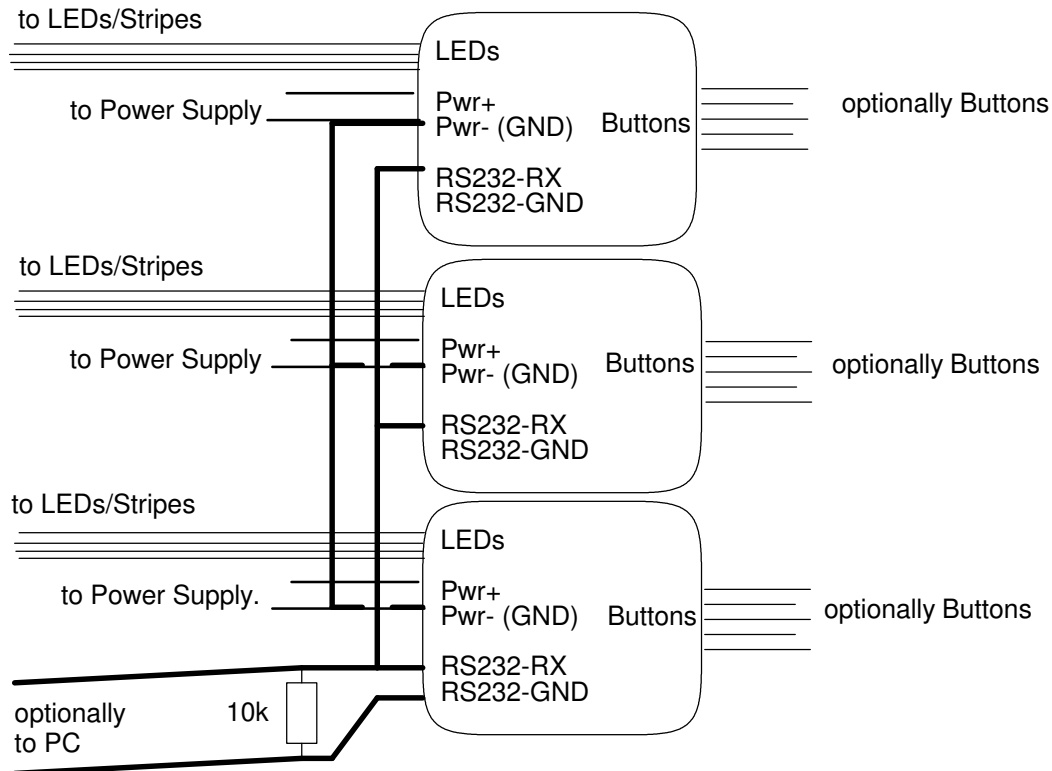 to LEDs/Stripes
LEDs
to Power Supply
Pwr+
Pwr- (GND)
Buttons
optionally Buttons
RS232-RX
RS232-GND
to LEDs/Stripes
LEDs
to Power Supply
Pwr+
Pwr- (GND)
Buttons
optionally Buttons
RS232-RX
RS232-GND
to LEDs/Stripes
LEDs
to Power Supply.
Pwr+
Pwr- (GND)
Buttons
optionally Buttons
RS232-RX
RS232-GND
10k
optionally
to PC